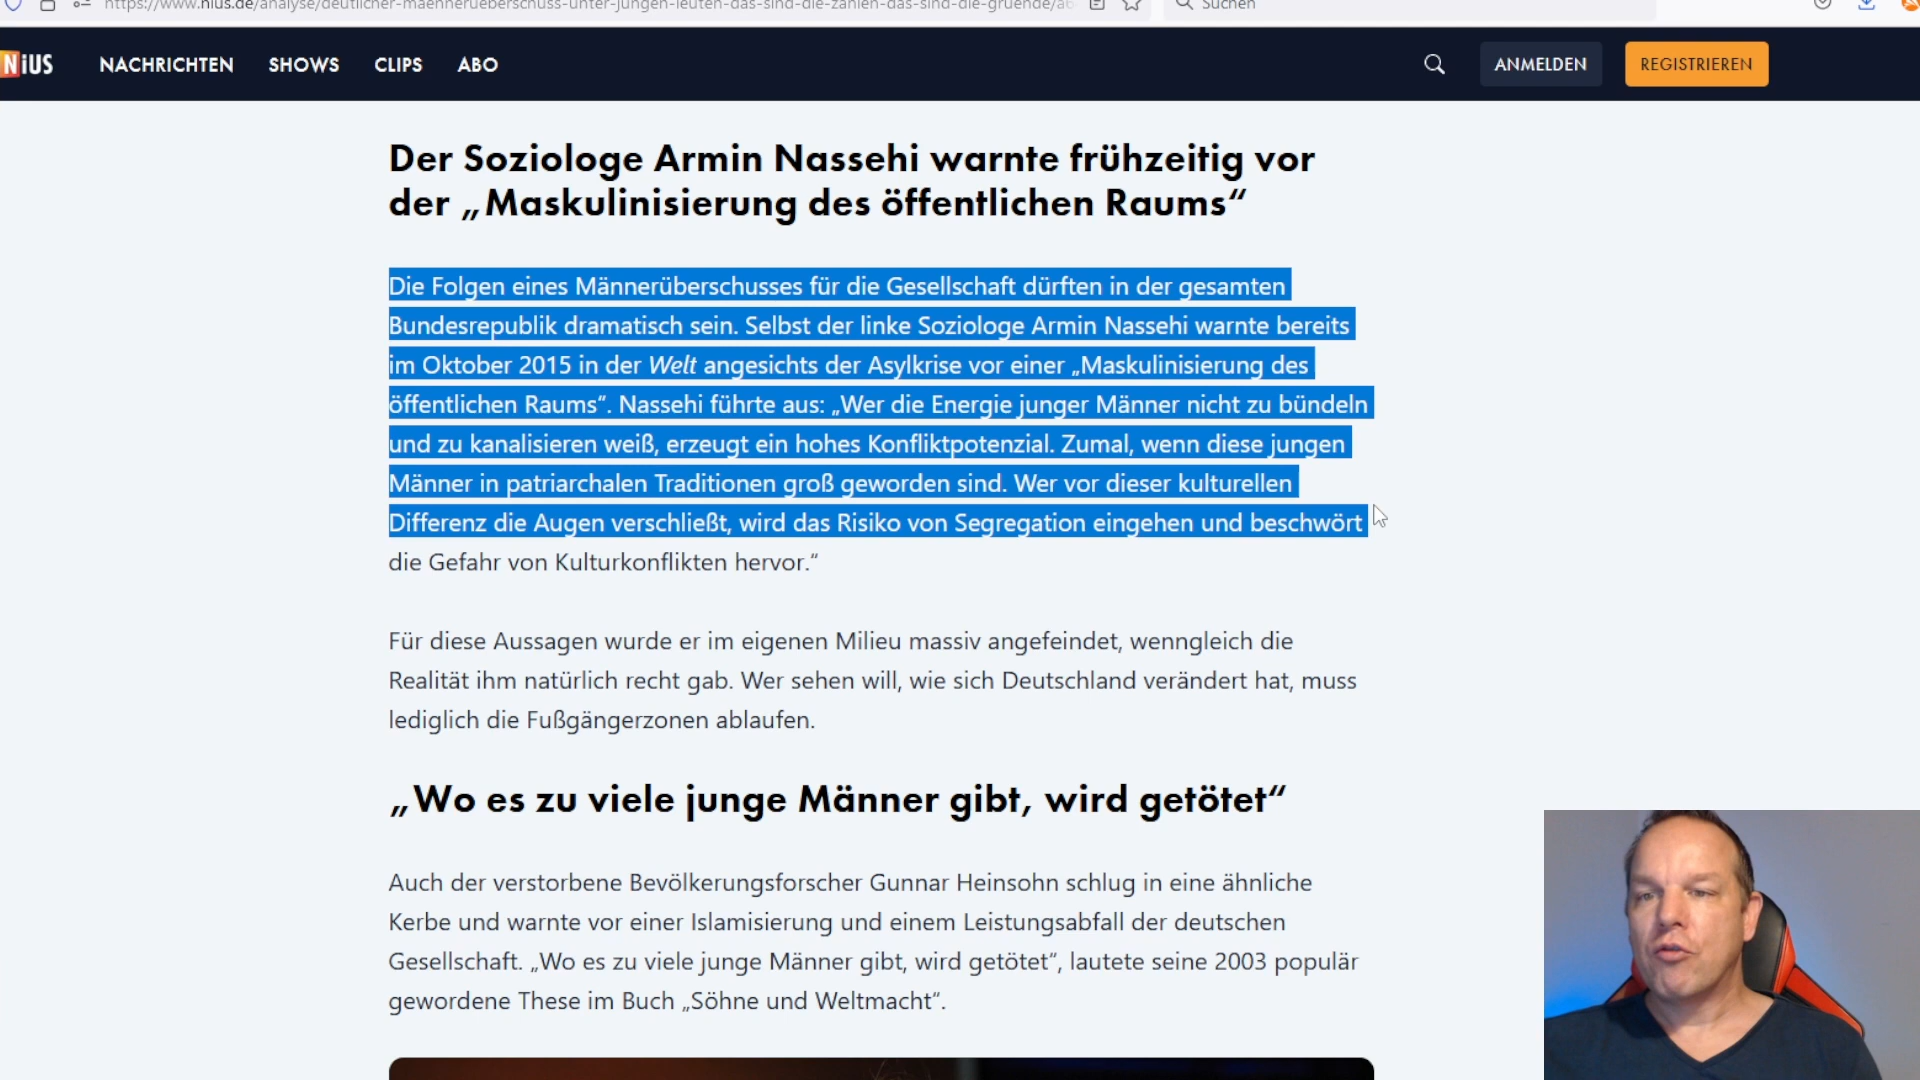 https://www.nius.de/analyse/deutlicher-maennerueberschuss-unter-jungen-leuten-das-sind-die-zahlen-das-sind-die-gruende/a6
Suchen
NiUS
NACHRICHTEN
SHOWS
CLIPS
ABO
ANMELDEN
REGISTRIEREN
Der Soziologe Armin Nassehi warnte frühzeitig vor
der „Maskulinisierung des öffentlichen Raums“
Die Folgen eines Männerüberschusses für die Gesellschaft dürften in der gesamten
Bundesrepublik dramatisch sein. Selbst der linke Soziologe Armin Nassehi warnte bereits
im Oktober 2015 in der Welt angesichts der Asylkrise vor einer „Maskulinisierung des
öffentlichen Raums“. Nassehi führte aus: „Wer die Energie junger Männer nicht zu bündeln
und zu kanalisieren weiß, erzeugt ein hohes Konfliktpotenzial. Zumal, wenn diese jungen
Männer in patriarchalen Traditionen groß geworden sind. Wer vor dieser kulturellen
Differenz die Augen verschließt, wird das Risiko von Segregation eingehen und beschwört
die Gefahr von Kulturkonflikten hervor.“
Für diese Aussagen wurde er im eigenen Milieu massiv angefeindet, wenngleich die
Realität ihm natürlich recht gab. Wer sehen will, wie sich Deutschland verändert hat, muss
lediglich die Fußgängerzonen ablaufen.
„Wo es zu viele junge Männer gibt, wird getötet“
Auch der verstorbene Bevölkerungsforscher Gunnar Heinsohn schlug in eine ähnliche
Kerbe und warnte vor einer Islamisierung und einem Leistungsabfall der deutschen
Gesellschaft. „Wo es zu viele junge Männer gibt, wird getötet“, lautete seine 2003 populär
gewordene These im Buch „Söhne und Weltmacht“.